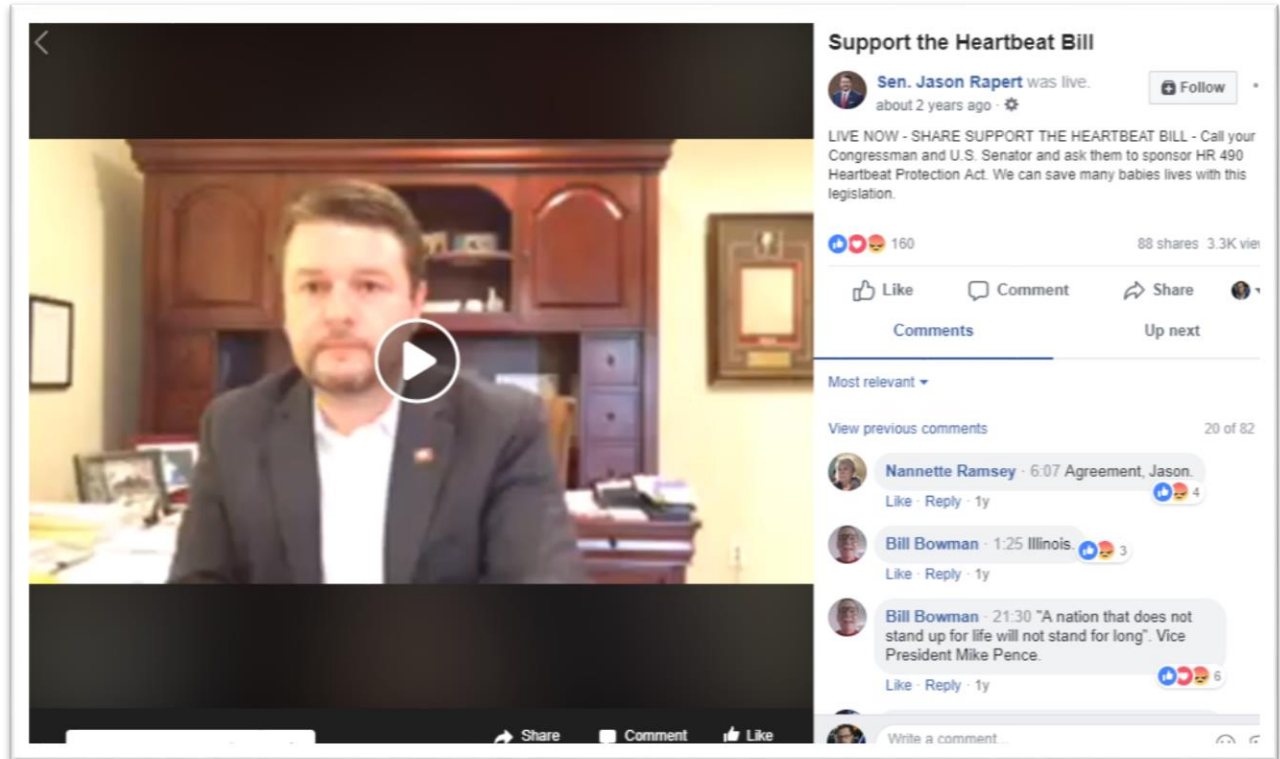 Support the Heartbeat Bill
Sen. Jason Rapert was live.
Follow
about 2 years ago ·
LIVE NOW - SHARE SUPPORT THE HEARTBEAT BILL - Call your
Congressman and U.S. Senator and ask them to sponsor HR 490
Heartbeat Protection Act. We can save many babies lives with this
legislation.
160
88 shares 3.3K vie
Like Comment Share
Comments Up next
Most relevant
View previous comments 20 of 82
Nannette Ramsey · 6:07 Agreement, Jason.
4
Like · Reply · 1y
Bill Bowman · 1:25 Illinois.
3
Like · Reply · 1y
Bill Bowman · 21:30 "A nation that does not
stand up for life will not stand for long". Vice
President Mike Pence.
6
Like · Reply · 1y
Write a comment...
Share Comment Like